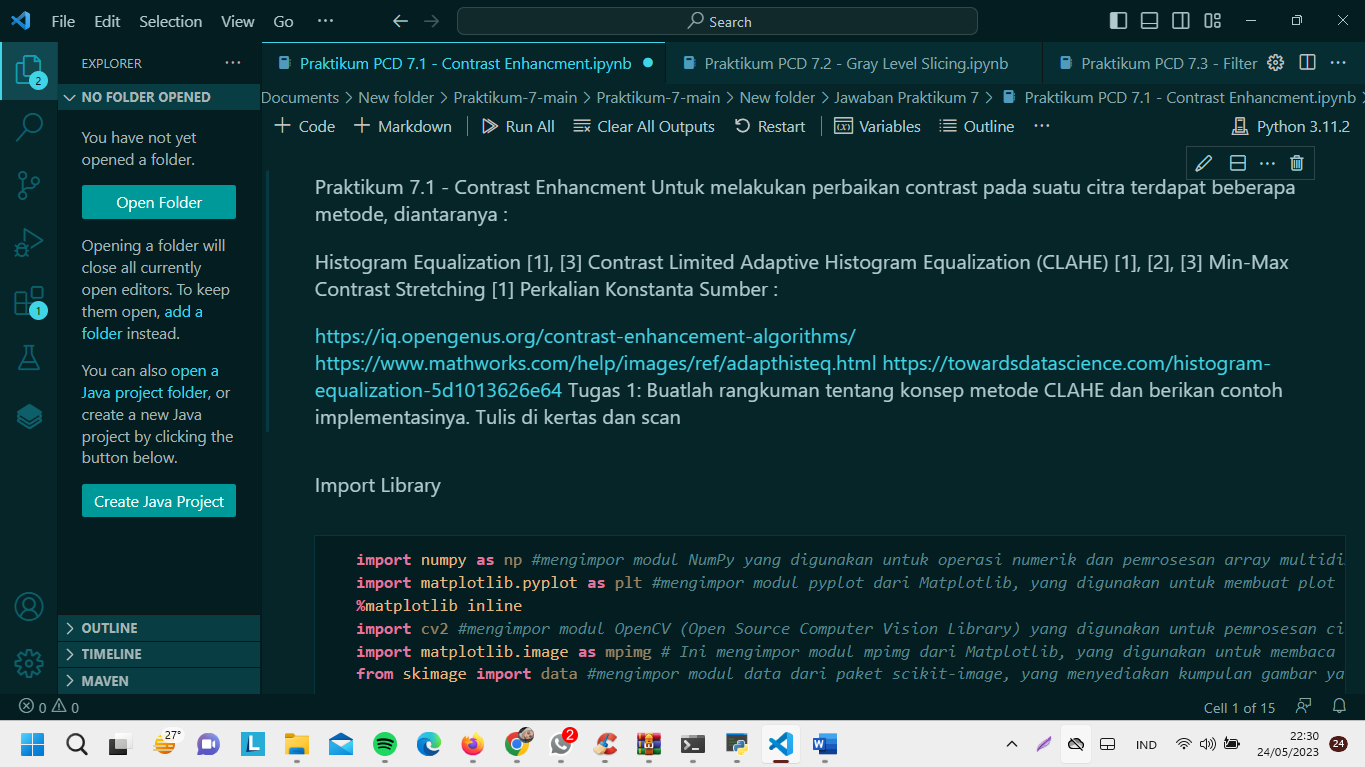 File Edit Selection View Go ··· Search
EXPLORER ···
2
NO FOLDER OPENED
You have not yet
opened a folder.
Open Folder
Opening a folder will
close all currently
open editors. To keep
them open, add a
folder instead.
You can also open a
Java project folder, or
create a new Java
project by clicking the
button below.
Create Java Project
1
OUTLINE
TIMELINE
MAVEN
Praktikum PCD 7.1 - Contrast Enhancment.ipynb Praktikum PCD 7.2 - Gray Level Slicing.ipynb Praktikum PCD 7.3 - Filter ···
Documents > New folder > Praktikum-7-main > Praktikum-7-main > New folder > Jawaban Praktikum 7 > Praktikum PCD 7.1 - Contrast Enhancment.ipynb >
+ Code + Markdown Run All Clear All Outputs Restart Variables Outline ··· Python 3.11.2
Praktikum 7.1 - Contrast Enhancment Untuk melakukan perbaikan contrast pada suatu citra terdapat beberapa
metode, diantaranya :
Histogram Equalization [1], [3] Contrast Limited Adaptive Histogram Equalization (CLAHE) [1], [2], [3] Min-Max
Contrast Stretching [1] Perkalian Konstanta Sumber :
https://iq.opengenus.org/contrast-enhancement-algorithms/
https://www.mathworks.com/help/images/ref/adapthisteq.html https://towardsdatascience.com/histogram-
equalization-5d1013626e64 Tugas 1: Buatlah rangkuman tentang konsep metode CLAHE dan berikan contoh
implementasinya. Tulis di kertas dan scan
Import Library
import numpy as np #mengimpor modul NumPy yang digunakan untuk operasi numerik dan pemrosesan array multidi
import matplotlib.pyplot as plt #mengimpor modul pyplot dari Matplotlib, yang digunakan untuk membuat plot
%matplotlib inline
import cv2 #mengimpor modul OpenCV (Open Source Computer Vision Library) yang digunakan untuk pemrosesan ci
import matplotlib.image as mpimg # Ini mengimpor modul mpimg dari Matplotlib, yang digunakan untuk membaca
from skimage import data #mengimpor modul data dari paket scikit-image, yang menyediakan kumpulan gambar ya
0 0 Cell 1 of 15
27° L 2 W IND 22:30
24/05/2023 24